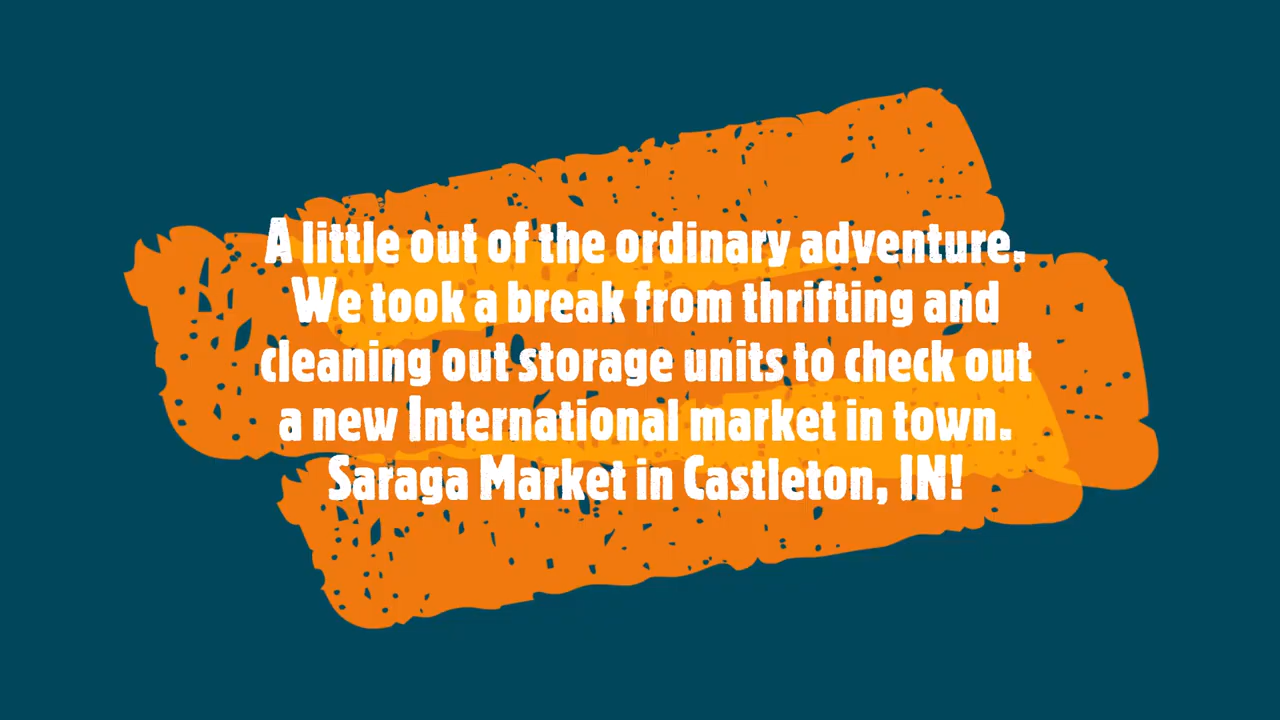 A little out of the ordinary adventure.
We took a break from thrifting and
cleaning out storage units to check out
a new International market in town.
Saraga Market in Castleton, IN!